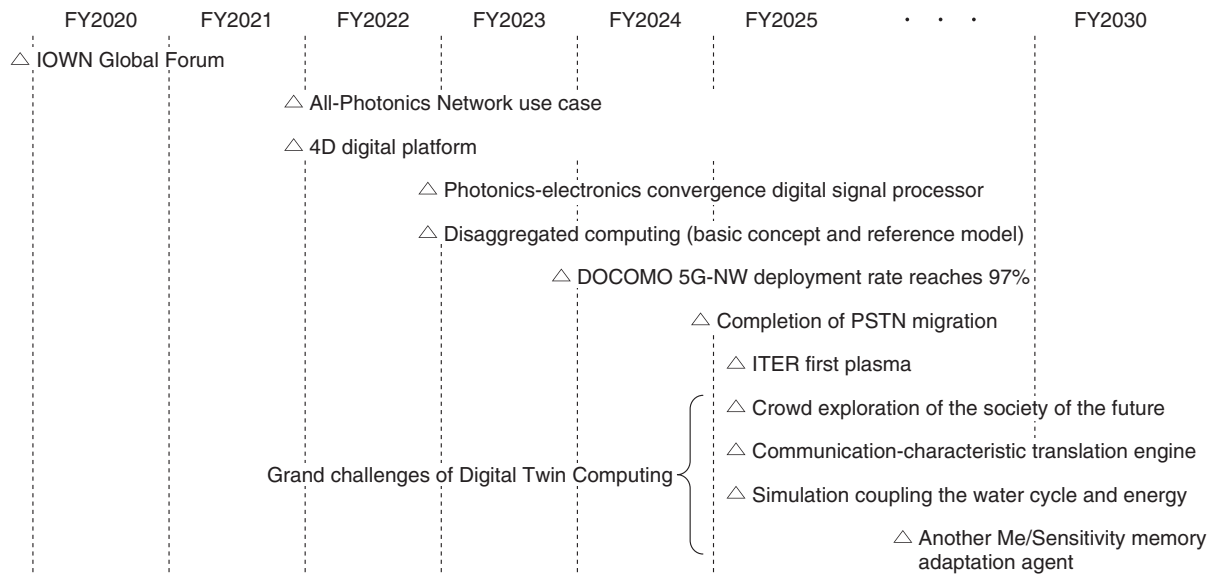 FY2020 FY2021 FY2022 FY2023 FY2024 FY2025 · · · FY2030
IOWN Global Forum
All-Photonics Network use case
4D digital platform
Photonics-electronics convergence digital signal processor
Disaggregated computing (basic concept and reference model)
DOCOMO 5G-NW deployment rate reaches 97%
Completion of PSTN migration
ITER first plasma
Crowd exploration of the society of the future
Communication-characteristic translation engine
Grand challenges of Digital Twin Computing
Simulation coupling the water cycle and energy
Another Me/Sensitivity memory
adaptation agent